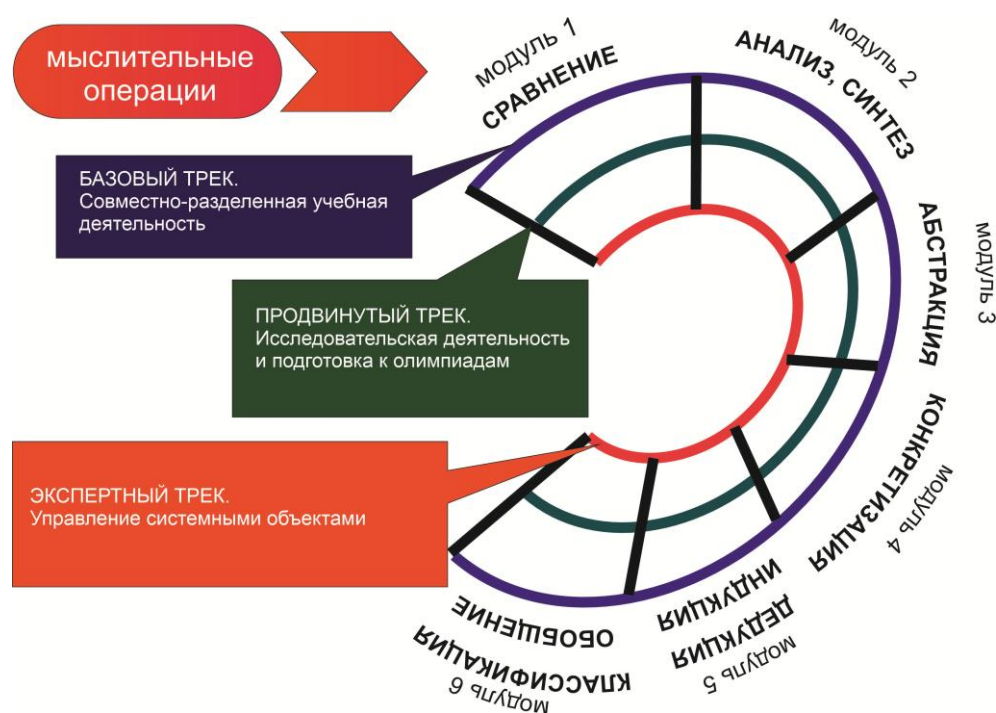 мыслительные
операции
модуль 1
СРАВНЕНИЕ
модуль 2
АНАЛИЗ, СИНТЕЗ
модуль 3
АБСТРАКЦИЯ
КОНКРЕТИЗАЦИЯ
модуль 4
ИНДУКЦИЯ
ДЕДУКЦИЯ
модуль 5
ОБОБЩЕНИЕ
КЛАССИФИКАЦИЯ
модуль 6
БАЗОВЫЙ ТРЕК.
Совместно-разделенная учебная
деятельность
ПРОДВИНУТЫЙ ТРЕК.
Исследовательская деятельность
и подготовка к олимпиадам
ЭКСПЕРТНЫЙ ТРЕК.
Управление системными объектами